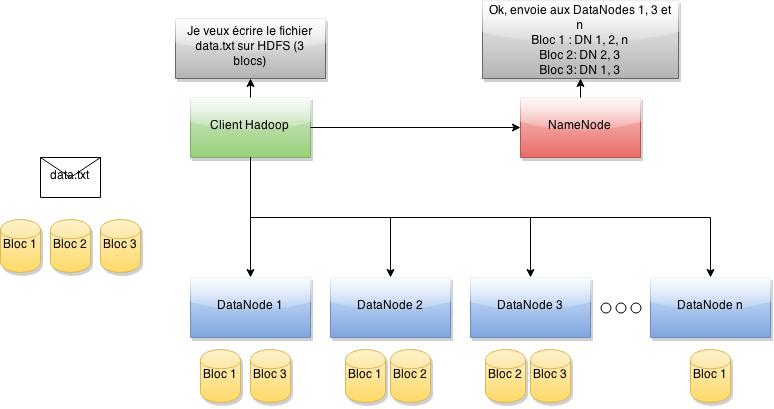 Je veux écrire le fichier
data.txt sur HDFS (3
blocs)
Ok, envoie aux DataNodes 1, 3 et
n
Bloc 1 : DN 1, 2, n
Bloc 2: DN 2, 3
Bloc 3: DN 1, 3
Client Hadoop
NameNode
data.txt
Bloc 1
Bloc 2
Bloc 3
DataNode 1
DataNode 2
DataNode 3
DataNode n
Bloc 1
Bloc 3
Bloc 1
Bloc 2
Bloc 2
Bloc 3
Bloc 1